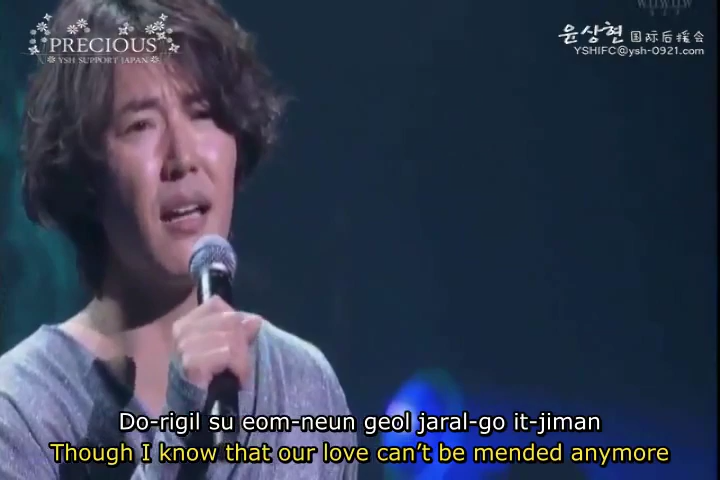 PRECIOUS
YSH SUPPORT JAPAN
윤상현 国际后援会
YSHIFC@ysh-0921.com
Do-rigil su eom-neun geol jaral-go it-jiman
Though I know that our love can't be mended anymore